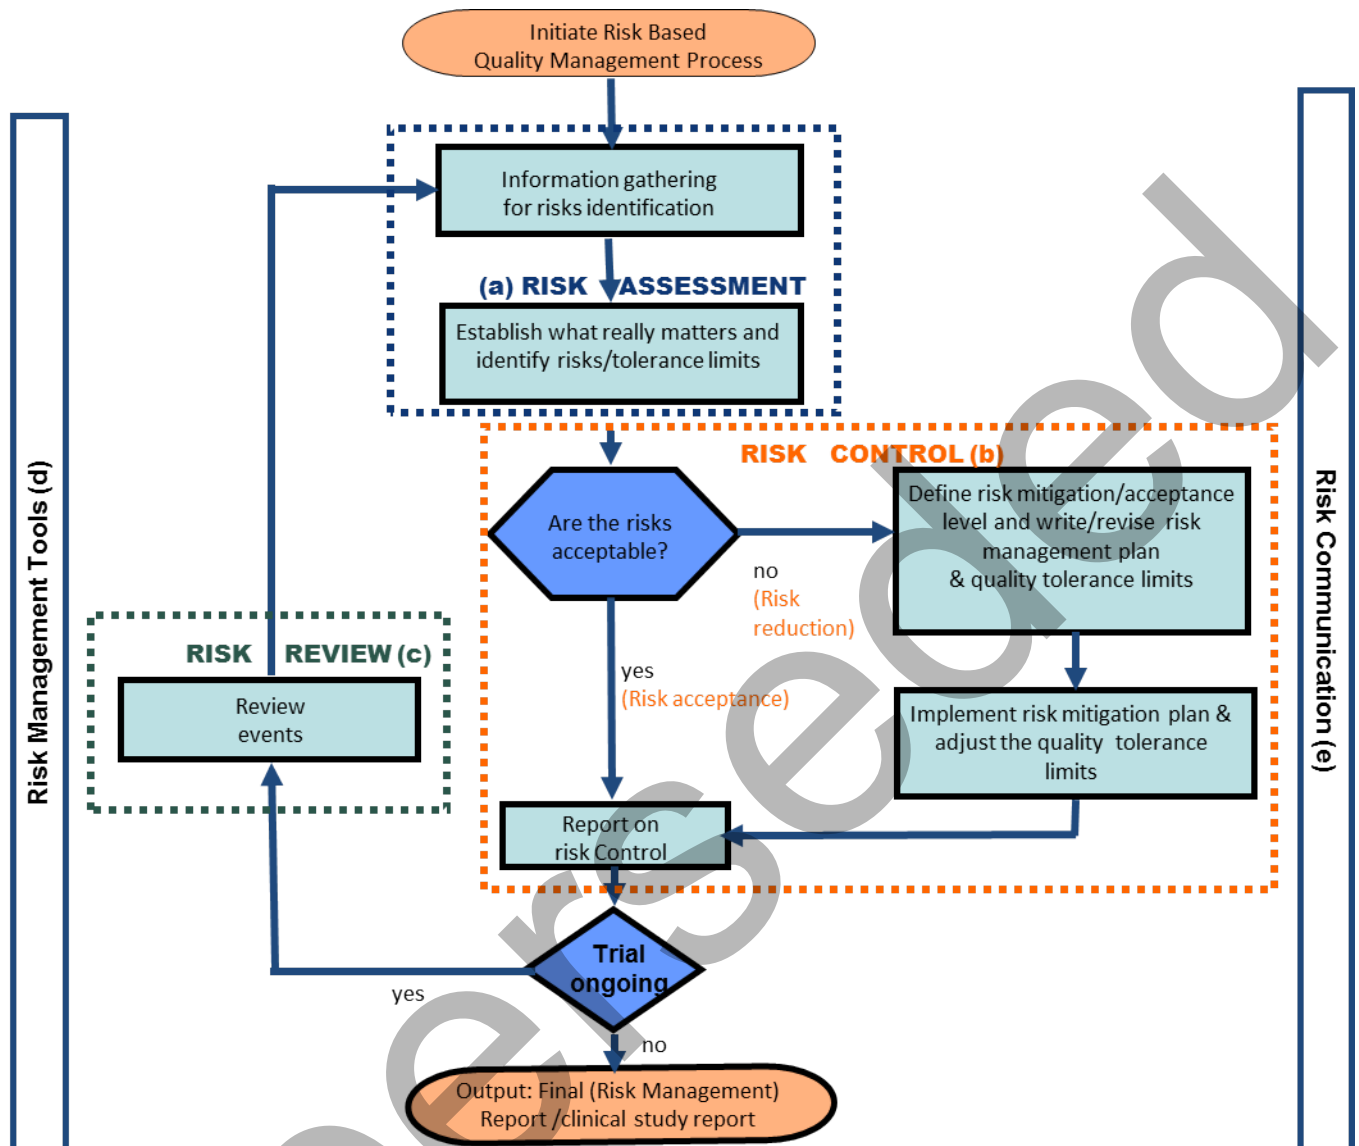 Initiate Risk Based
Quality Management Process
Information gathering
for risks identification
(a) RISK ASSESSMENT
Establish what really matters and
identify risks/tolerance limits
RISK CONTROL (b)
Are the risks
acceptable?
no
(Risk
reduction)
Define risk mitigation/acceptance
level and write/revise risk
management plan
& quality tolerance limits
yes
(Risk acceptance)
Implement risk mitigation plan &
adjust the quality tolerance
limits
Report on
risk Control
RISK REVIEW (c)
Review
events
Trial
ongoing
yes
no
Output: Final (Risk Management)
Report /clinical study report
Risk Management Tools (d)
Risk Communication (e)
perseded